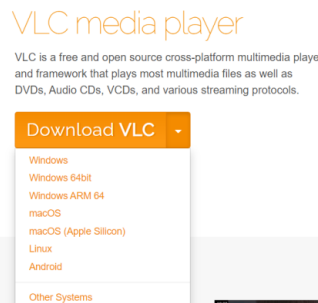 VLC media player
VLC is a free and open source cross-platform multimedia playe
and framework that plays most multimedia files as well as
DVDs, Audio CDs, VCDs, and various streaming protocols.
Download VLC
Windows
Windows 64bit
Windows ARM 64
macOS
macOS (Apple Silicon)
Linux
Android
Other Systems